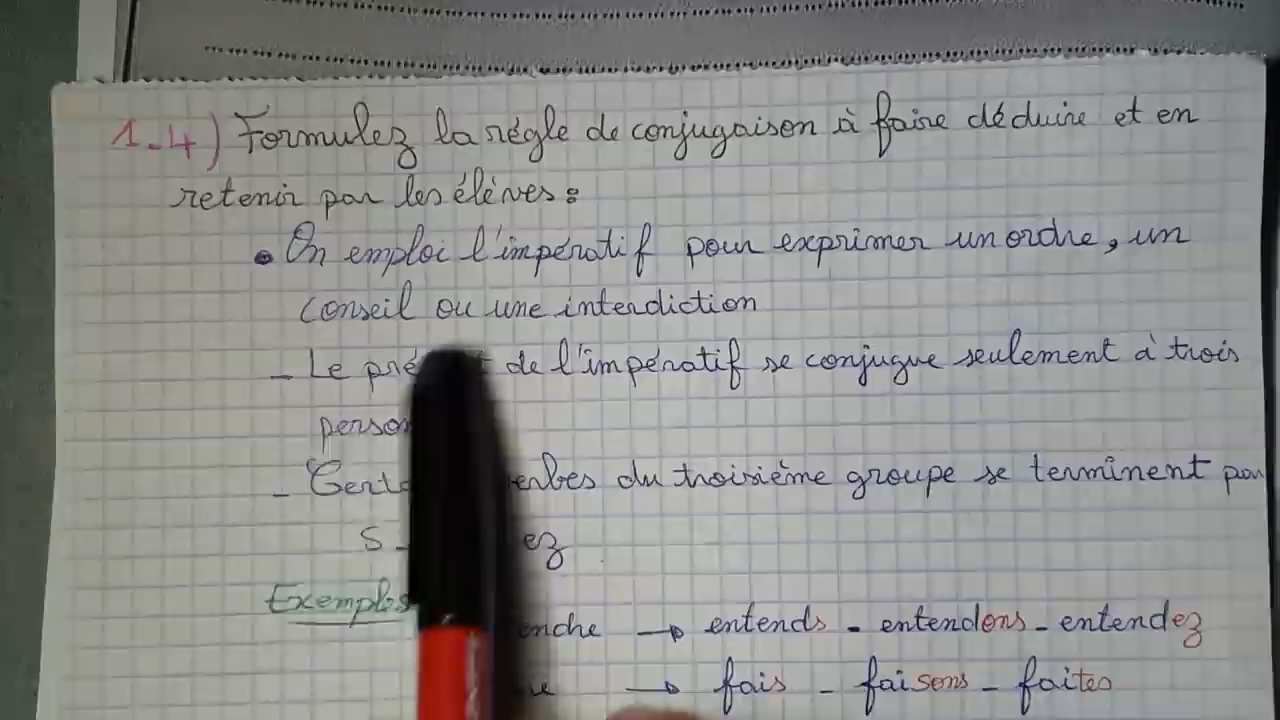 1-4) Formulez la régle de conjugaison à faire déduire et en
retenir par les élèves :
• On emploi l'impératif pour exprimer un ordre, un
conseil ou une interdiction
- Le de l'impératif se conjugue seulement à trois
- du troisième groupe se terminent par
s - ez
Exemples
→ entends - entendons - entendez
→ fais - faisons - faites